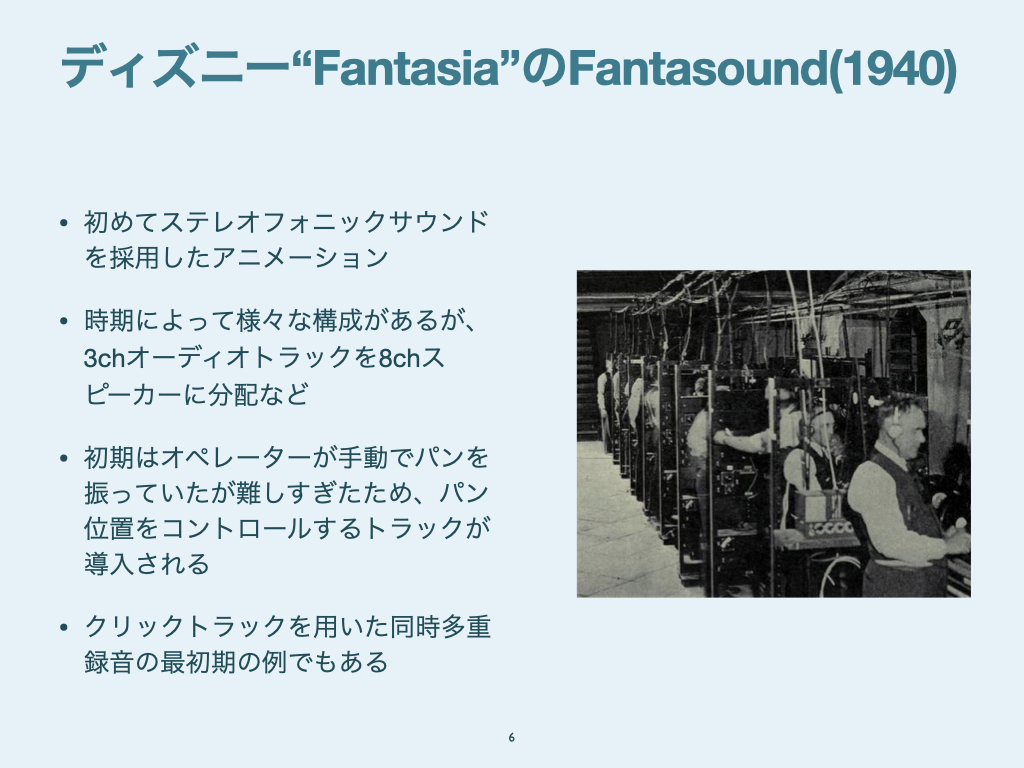 ディズニー“Fantasia”のFantasound(1940)
• 初めてステレオフォニックサウンド
を採用したアニメーション
• 時期によって様々な構成があるが、
3chオーディオトラックを8chス
ピーカーに分配など
• 初期はオペレーターが手動でパンを
振っていたが難しすぎたため、パン
位置をコントロールするトラックが
導入される
• クリックトラックを用いた同時多重
録音の最初期の例でもある
6